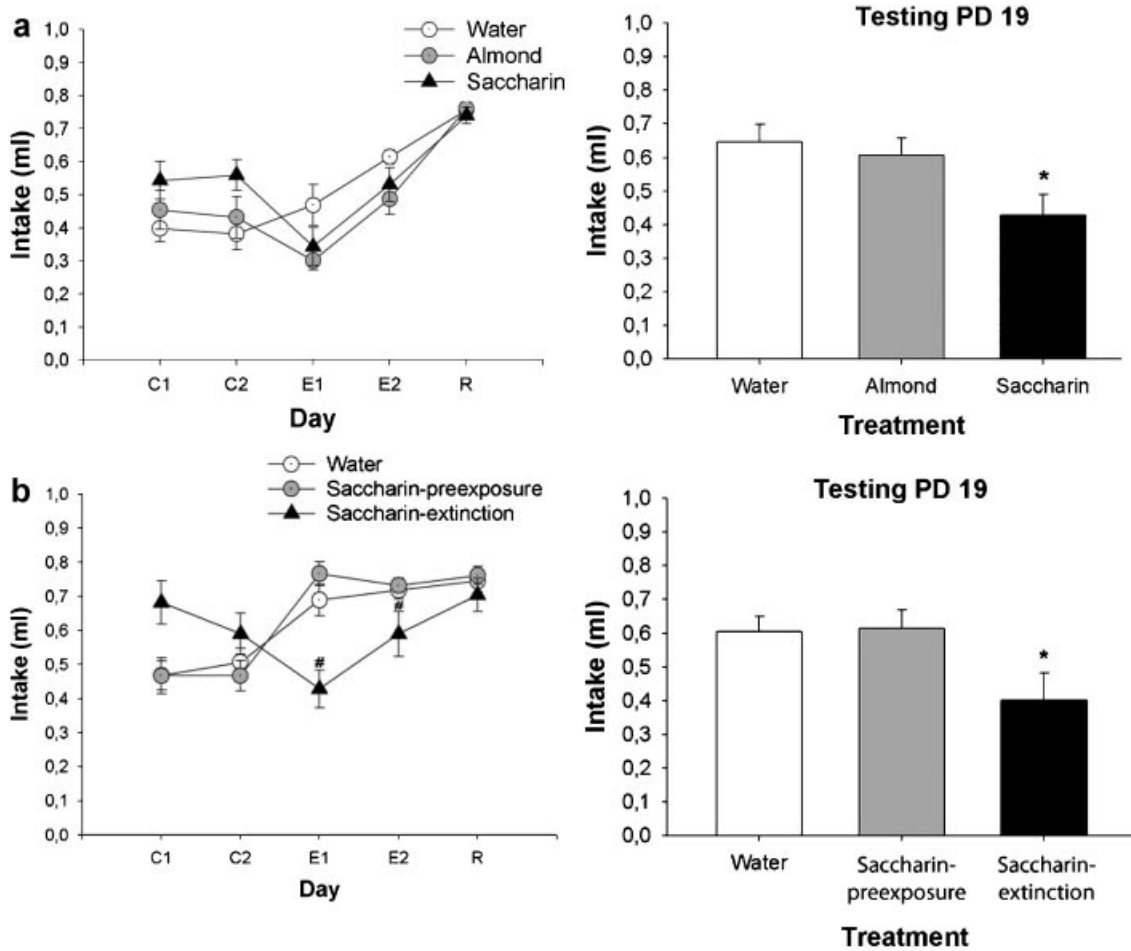 a
Water
Almond
Saccharin
1,0
0,9
0,8
0,7
0,6
0,5
0,4
0,3
0,2
0,1
0,0
Intake (ml)
C1 C2 E1 E2 R
Day
Testing PD 19
1,0
0,9
0,8
0,7
0,6
0,5
0,4
0,3
0,2
0,1
0,0
Intake (ml)
*
Water Almond Saccharin
Treatment
b
Water
Saccharin-preexposure
Saccharin-extinction
1,0
0,9
0,8
0,7
0,6
0,5
0,4
0,3
0,2
0,1
0,0
Intake (ml)
#
#
C1 C2 E1 E2 R
Day
Testing PD 19
1,0
0,9
0,8
0,7
0,6
0,5
0,4
0,3
0,2
0,1
0,0
Intake (ml)
*
Water Saccharin- Saccharin-
preexposure extinction
Treatment